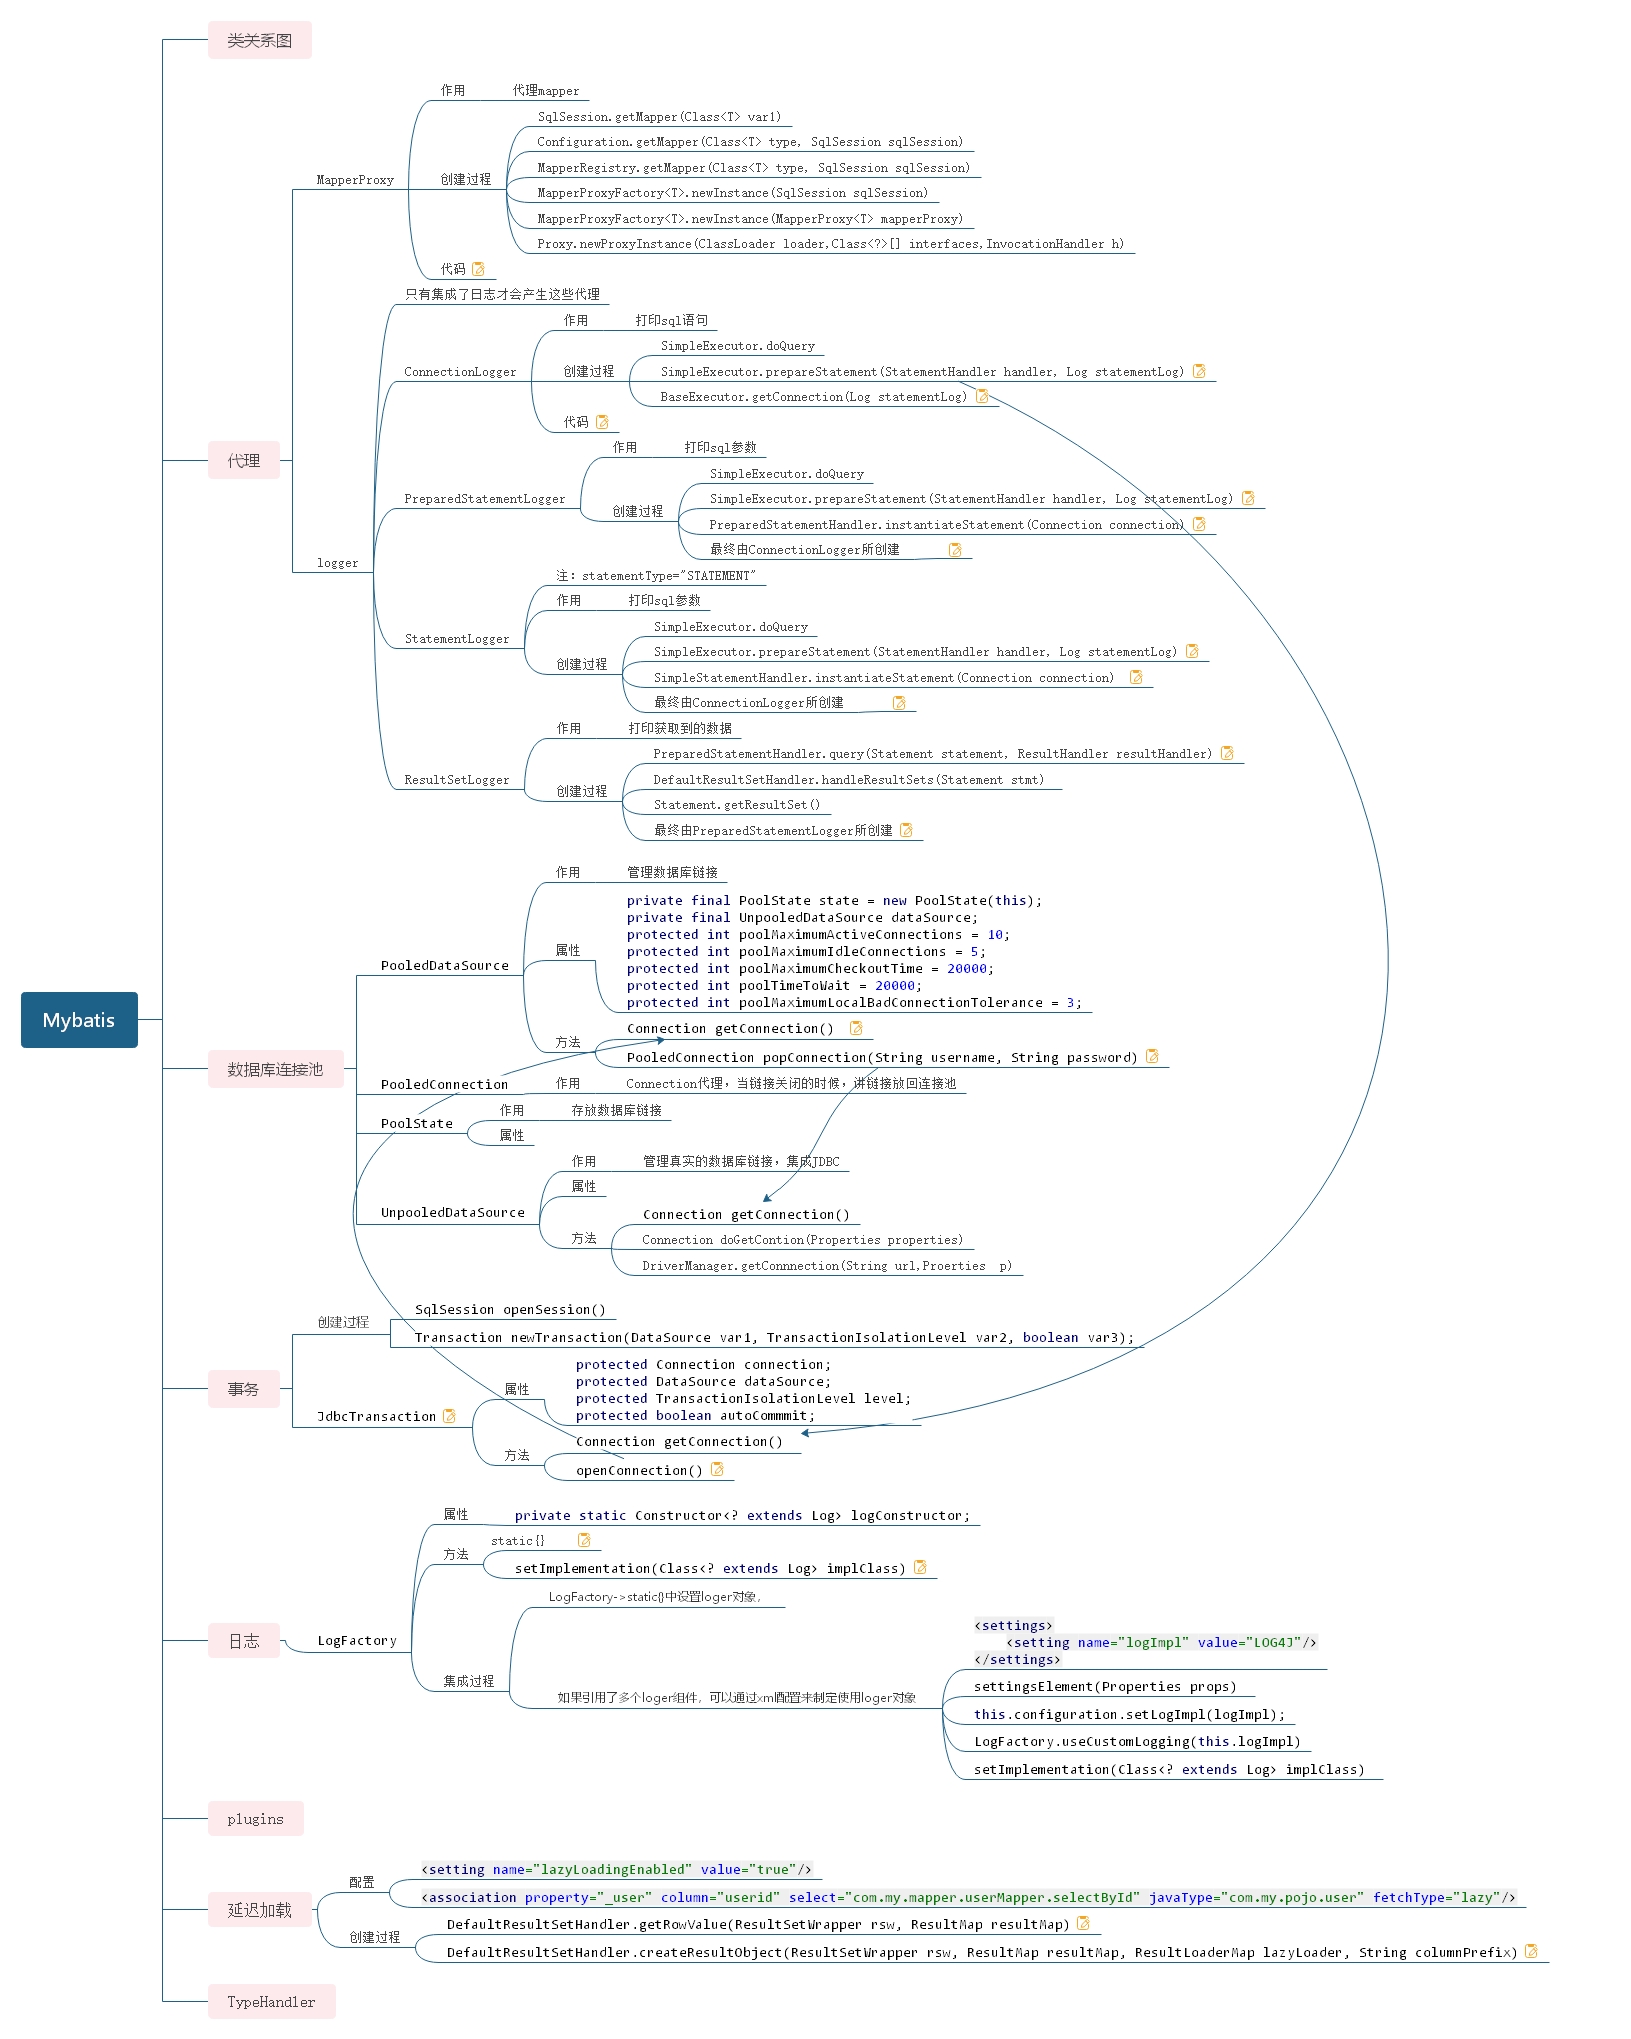 类关系图
作用
代理mapper
SqlSession.getMapper(Class<T> var1)
Configuration.getMapper(Class<T> type, SqlSession sqlSession)
MapperRegistry.getMapper(Class<T> type, SqlSession sqlSession)
MapperProxy
创建过程
MapperProxyFactory<T>.newInstance(SqlSession sqlSession)
MapperProxyFactory<T>.newInstance(MapperProxy<T> mapperProxy)
Proxy.newProxyInstance(ClassLoader loader,Class<?>[] interfaces,InvocationHandler h)
代码
代理
logger
只有集成了日志才会产生这些代理
ConnectionLogger
作用
打印sql语句
创建过程
SimpleExecutor.doQuery
SimpleExecutor.prepareStatement(StatementHandler handler, Log statementLog)
BaseExecutor.getConnection(Log statementLog)
代码
PreparedStatementLogger
作用
打印sql参数
创建过程
SimpleExecutor.doQuery
SimpleExecutor.prepareStatement(StatementHandler handler, Log statementLog)
PreparedStatementHandler.instantiateStatement(Connection connection)
最终由ConnectionLogger所创建
StatementLogger
注：statementType="STATEMENT"
作用
打印sql参数
创建过程
SimpleExecutor.doQuery
SimpleExecutor.prepareStatement(StatementHandler handler, Log statementLog)
SimpleStatementHandler.instantiateStatement(Connection connection)
最终由ConnectionLogger所创建
ResultSetLogger
作用
打印获取到的数据
创建过程
PreparedStatementHandler.query(Statement statement, ResultHandler resultHandler)
DefaultResultSetHandler.handleResultSets(Statement stmt)
Statement.getResultSet()
最终由PreparedStatementLogger所创建
Mybatis
数据库连接池
PooledDataSource
作用
管理数据库链接
属性
private final PoolState state = new PoolState(this);
private final UnpooledDataSource dataSource;
protected int poolMaximumActiveConnections = 10;
protected int poolMaximumIdleConnections = 5;
protected int poolMaximumCheckoutTime = 20000;
protected int poolTimeToWait = 20000;
protected int poolMaximumLocalBadConnectionTolerance = 3;
方法
Connection getConnection()
PooledConnection popConnection(String username, String password)
PooledConnection
作用
Connection代理，当链接关闭的时候，讲链接放回连接池
PoolState
作用
存放数据库链接
属性
UnpooledDataSource
作用
管理真实的数据库链接，集成JDBC
属性
方法
Connection getConnection()
Connection doGetContion(Properties properties)
DriverManager.getConnnection(String url,Proerties  p)
事务
创建过程
SqlSession openSession()
Transaction newTransaction(DataSource var1, TransactionIsolationLevel var2, boolean var3);
JdbcTransaction
属性
protected Connection connection;
protected DataSource dataSource;
protected TransactionIsolationLevel level;
protected boolean autoCommmit;
方法
Connection getConnection()
openConnection()
日志
LogFactory
属性
private static Constructor<? extends Log> logConstructor;
方法
static{}
setImplementation(Class<? extends Log> implClass)
集成过程
LogFactory->static{}中设置loger对象，
如果引用了多个loger组件，可以通过xml配置来制定使用loger对象
<settings>
<setting name="logImpl" value="LOG4J"/>
</settings>
settingsElement(Properties props)
this.configuration.setLogImpl(logImpl);
LogFactory.useCustomLogging(this.logImpl)
setImplementation(Class<? extends Log> implClass)
plugins
延迟加载
配置
<setting name="lazyLoadingEnabled" value="true"/>
<association property="_user" column="userid" select="com.my.mapper.userMapper.selectById" javaType="com.my.pojo.user" fetchType="lazy"/>
创建过程
DefaultResultSetHandler.getRowValue(ResultSetWrapper rsw, ResultMap resultMap)
DefaultResultSetHandler.createResultObject(ResultSetWrapper rsw, ResultMap resultMap, ResultLoaderMap lazyLoader, String columnPrefix)
TypeHandler